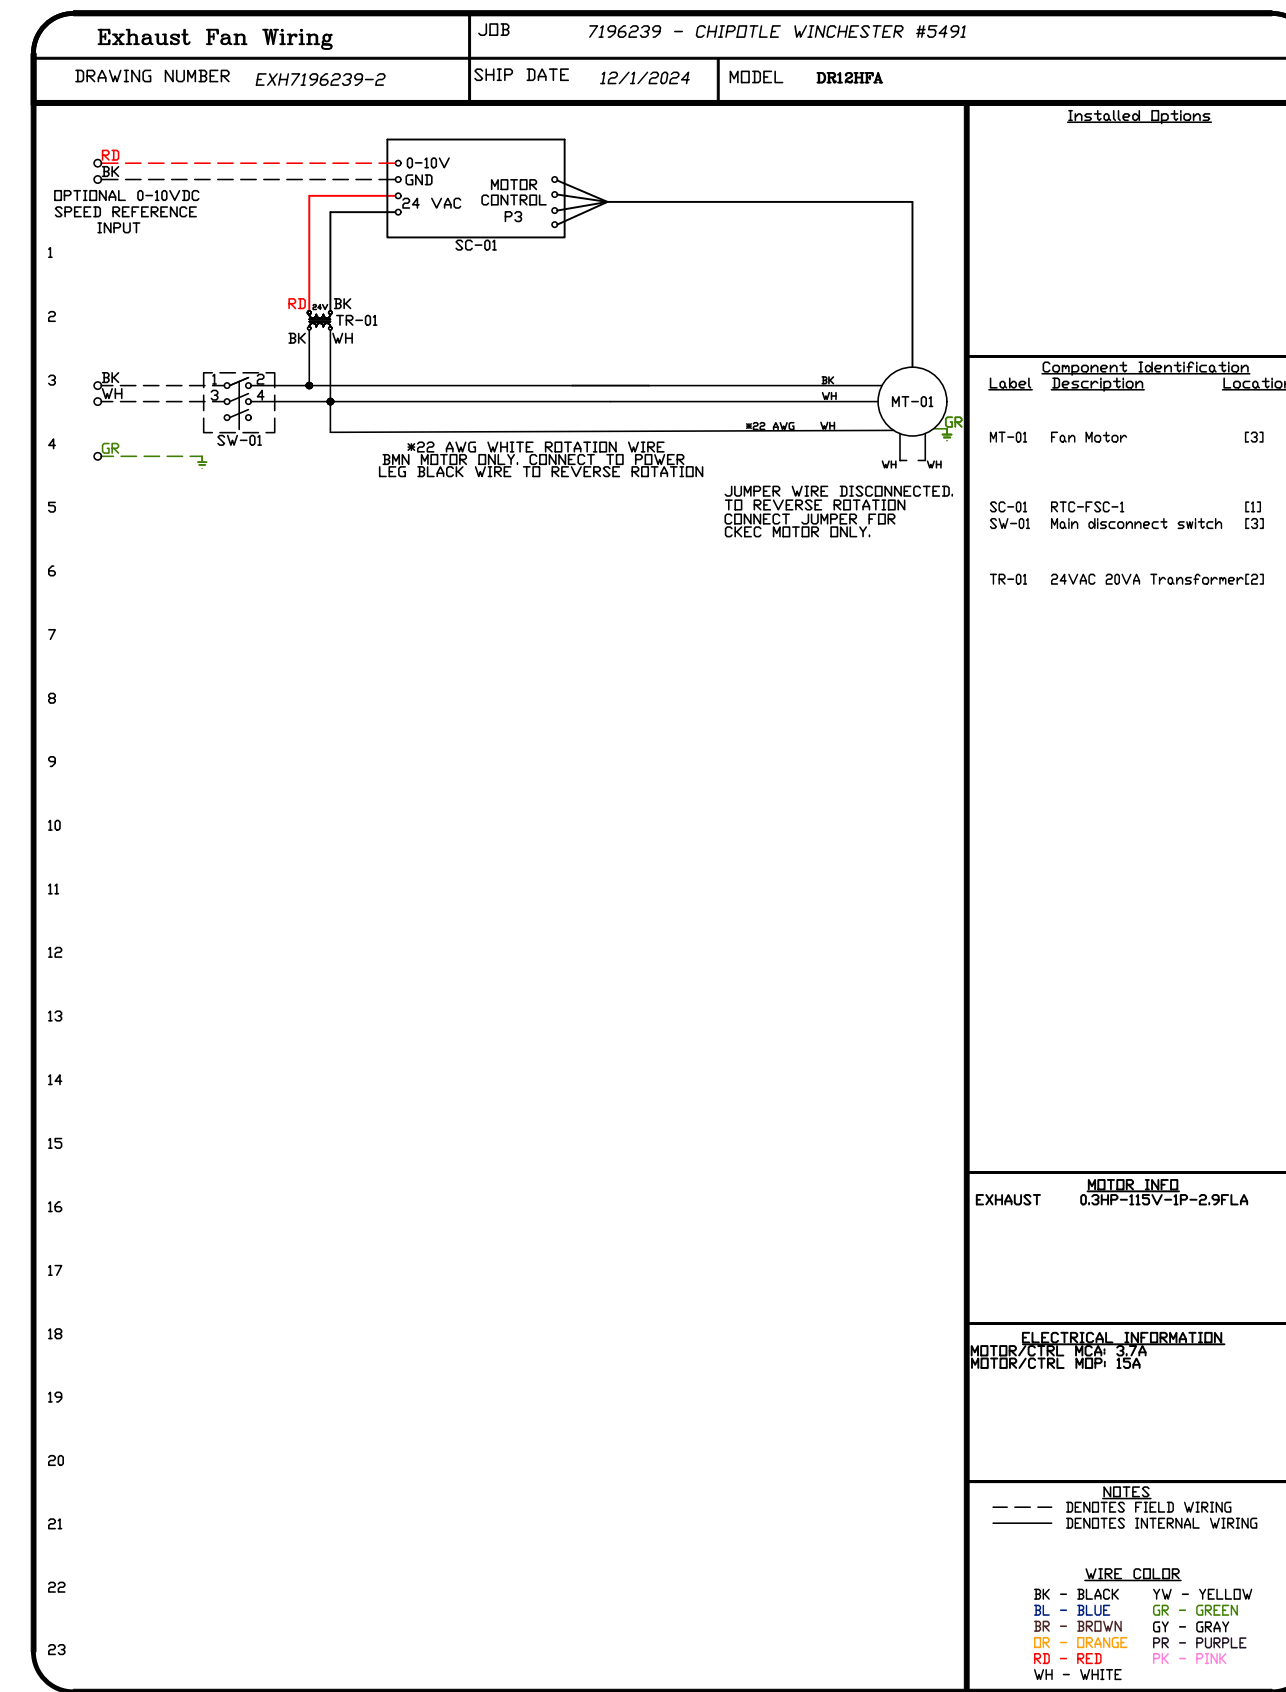 Exhaust Fan Wiring
JOB 7196239 - CHIPOTLE WINCHESTER #5491
DRAWING NUMBER EXH7196239-2
SHIP DATE 12/1/2024
MODEL DR12HFA
RD
BK
OPTIONAL 0-10VDC
SPEED REFERENCE
INPUT
0-10V
GND
24 VAC
MOTOR
CONTROL
P3
SC-01
RD 24V BK
TR-01
BK WH
BK
WH
1 2
3 4
SW-01
GR
BK
WH
*22 AWG WH
MT-01
GR
WH WH
*22 AWG WHITE ROTATION WIRE
BMN MOTOR ONLY. CONNECT TO POWER
LEG BLACK WIRE TO REVERSE ROTATION
JUMPER WIRE DISCONNECTED.
TO REVERSE ROTATION
CONNECT JUMPER FOR
CKEC MOTOR ONLY.
1
2
3
4
5
6
7
8
9
10
11
12
13
14
15
16
17
18
19
20
21
22
23
Installed Options
Component Identification
Label Description Location
MT-01 Fan Motor [3]
SC-01 RTC-FSC-1 [1]
SW-01 Main disconnect switch [3]
TR-01 24VAC 20VA Transformer[2]
MOTOR INFO
EXHAUST 0.3HP-115V-1P-2.9FLA
ELECTRICAL INFORMATION
MOTOR/CTRL MCA: 3.7A
MOTOR/CTRL MOP: 15A
NOTES
DENOTES FIELD WIRING
DENOTES INTERNAL WIRING
WIRE COLOR
BK - BLACK YW - YELLOW
BL - BLUE GR - GREEN
BR - BROWN GY - GRAY
OR - ORANGE PR - PURPLE
RD - RED PK - PINK
WH - WHITE